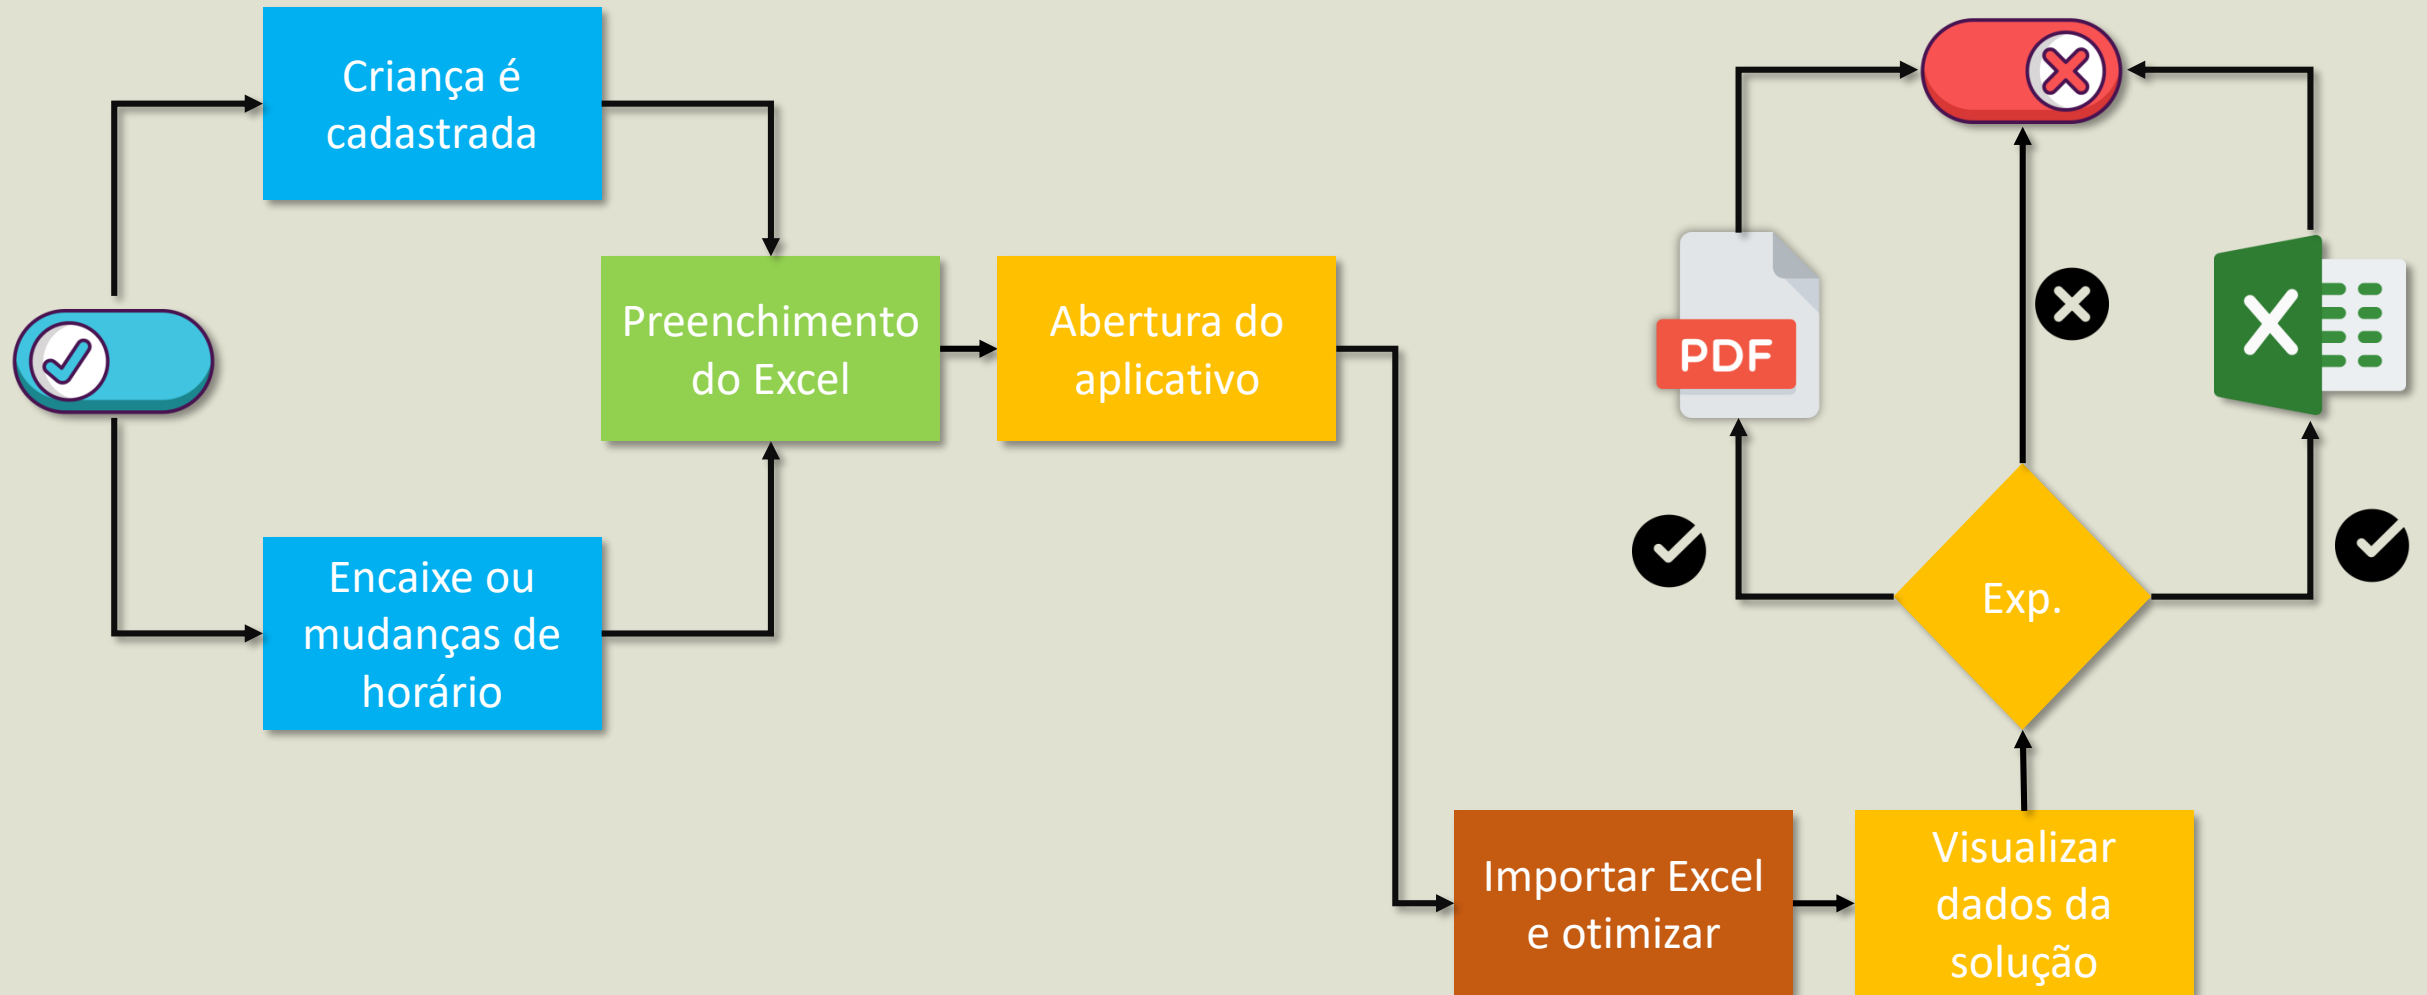 Criança é
cadastrada
Preenchimento
do Excel
Abertura do
aplicativo
Encaixe ou
mudanças de
horário
Importar Excel
e otimizar
Visualizar
dados da
solução
Exp.
PDF
X